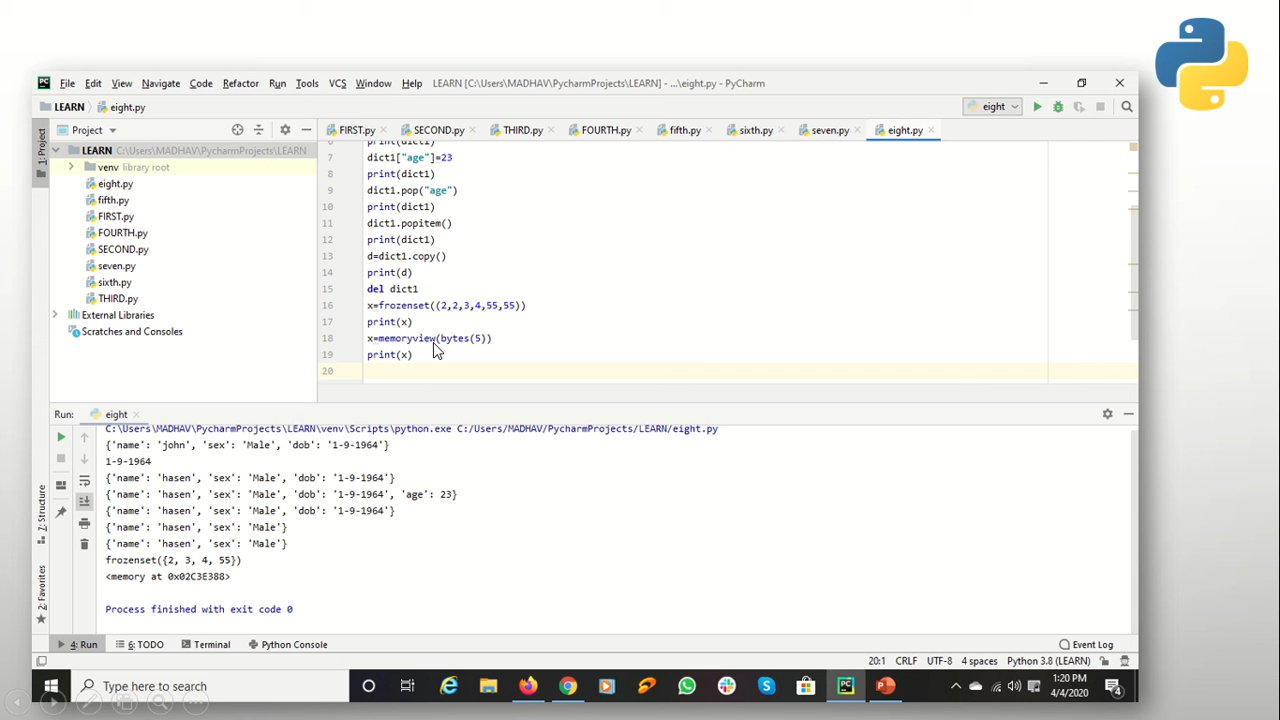 PC File Edit View Navigate Code Refactor Run Tools VCS Window Help LEARN [C:\Users\MADHAV\PycharmProjects\LEARN] - ...\eight.py - PyCharm
LEARN eight.py eight
1: Project
Project FIRST.py SECOND.py THIRD.py FOURTH.py fifth.py sixth.py seven.py eight.py
LEARN C:\Users\MADHAV\PycharmProjects\LEARN
venv library root
eight.py
fifth.py
FIRST.py
FOURTH.py
SECOND.py
seven.py
sixth.py
THIRD.py
External Libraries
Scratches and Consoles
6 print(dict1)
7 dict1["age"]=23
8 print(dict1)
9 dict1.pop("age")
10 print(dict1)
11 dict1.popitem()
12 print(dict1)
13 d=dict1.copy()
14 print(d)
15 del dict1
16 x=frozenset((2,2,3,4,55,55))
17 print(x)
18 x=memoryview(bytes(5))
19 print(x)
20
Run: eight
C:\Users\MADHAV\PycharmProjects\LEARN\venv\Scripts\python.exe C:/Users/MADHAV/PycharmProjects/LEARN/eight.py
{'name': 'john', 'sex': 'Male', 'dob': '1-9-1964'}
1-9-1964
{'name': 'hasen', 'sex': 'Male', 'dob': '1-9-1964'}
{'name': 'hasen', 'sex': 'Male', 'dob': '1-9-1964', 'age': 23}
{'name': 'hasen', 'sex': 'Male', 'dob': '1-9-1964'}
{'name': 'hasen', 'sex': 'Male'}
{'name': 'hasen', 'sex': 'Male'}
frozenset({2, 3, 4, 55})
<memory at 0x02C3E388>
Process finished with exit code 0
7: Structure
2: Favorites
4: Run 6: TODO Terminal Python Console Event Log
20:1 CRLF UTF-8 4 spaces Python 3.8 (LEARN)
Type here to search
1:20 PM
4/4/2020
4